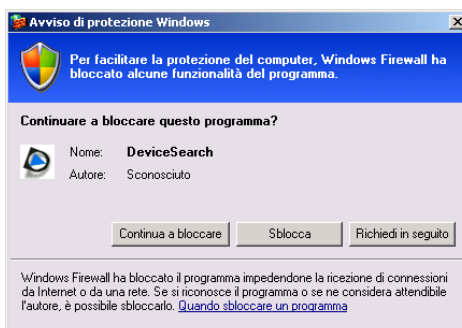 Avviso di protezione Windows
Per facilitare la protezione del computer, Windows Firewall ha
bloccato alcune funzionalità del programma.
Continuare a bloccare questo programma?
Nome: DeviceSearch
Autore: Sconosciuto
Continua a bloccare Sblocca Richiedi in seguito
Windows Firewall ha bloccato il programma impedendone la ricezione di connessioni
da Internet o da una rete. Se si riconosce il programma o se ne considera attendibile
l'autore, è possibile sbloccarlo. Quando sbloccare un programma